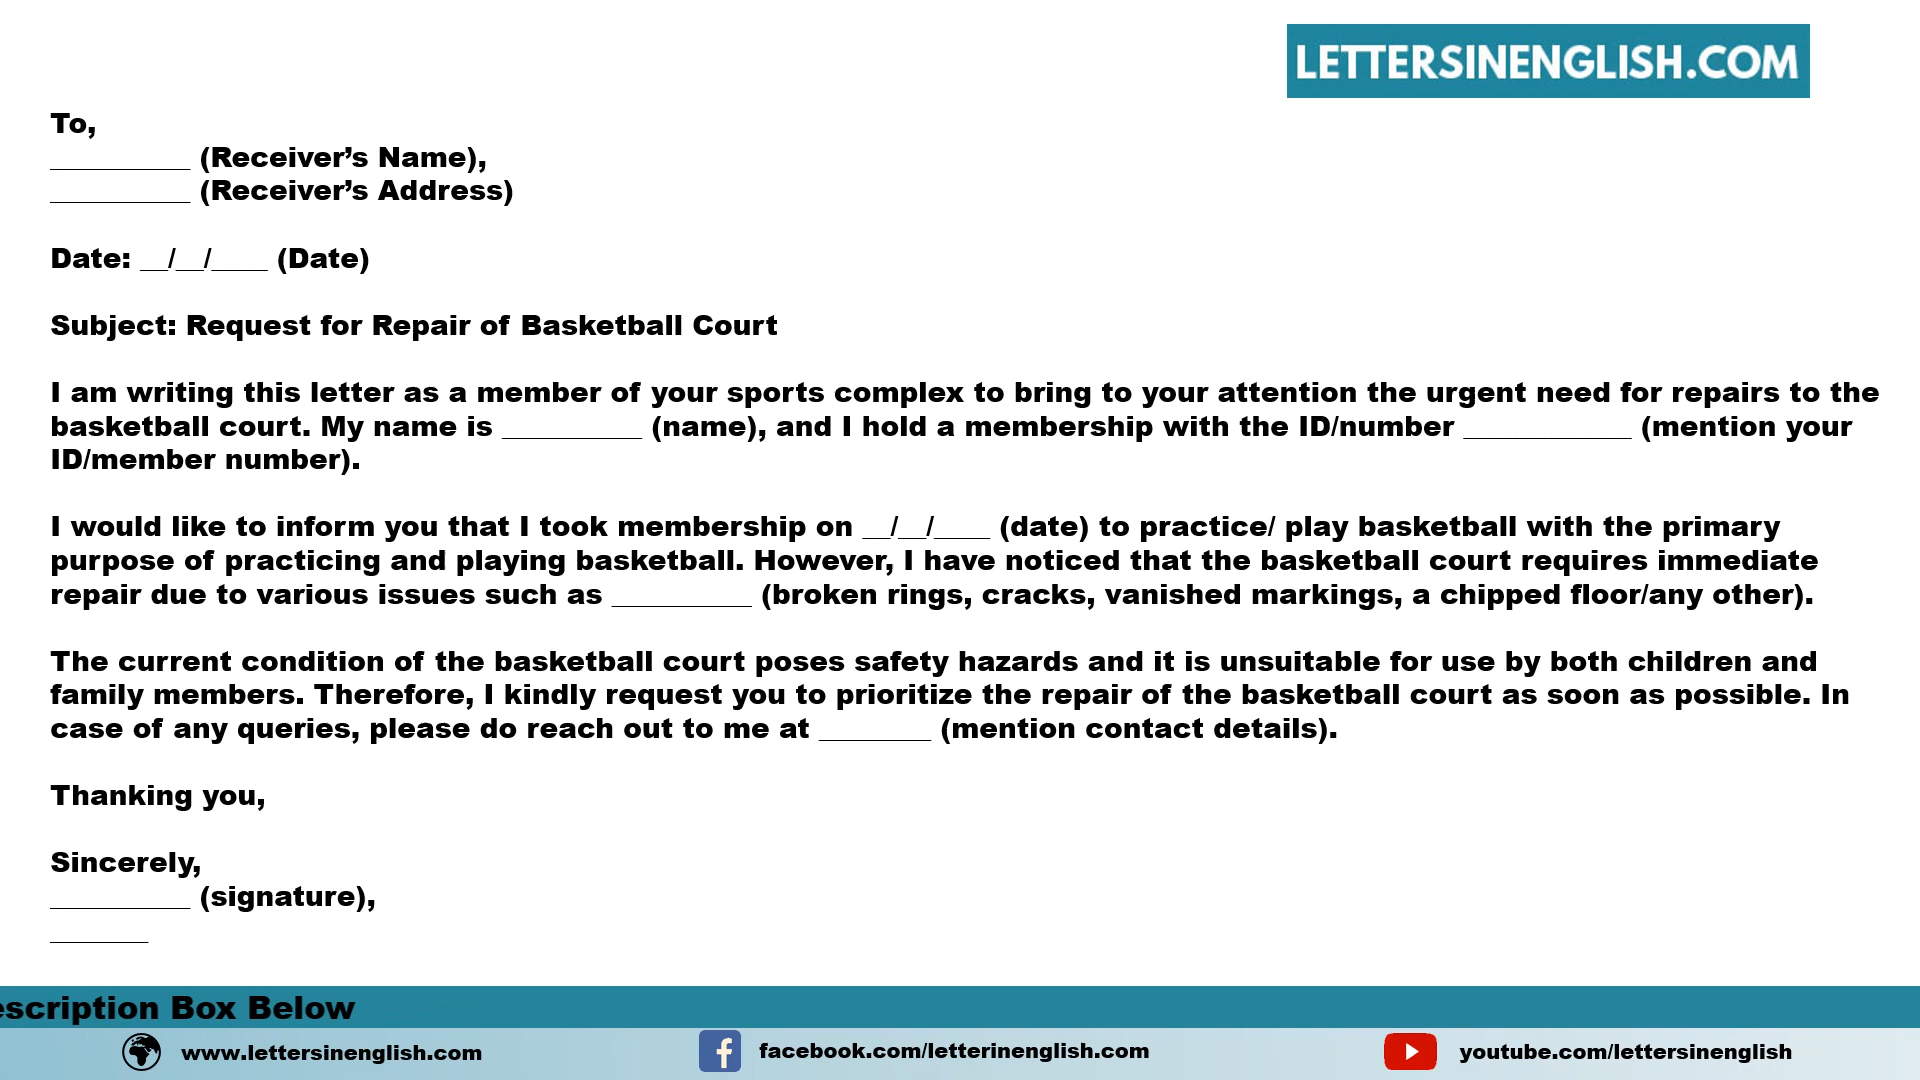 LETTERSINENGLISH.COM
To,
__________ (Receiver’s Name),
__________ (Receiver’s Address)
Date: __/__/____ (Date)
Subject: Request for Repair of Basketball Court
I am writing this letter as a member of your sports complex to bring to your attention the urgent need for repairs to the
basketball court. My name is __________ (name), and I hold a membership with the ID/number ____________ (mention your
ID/member number).
I would like to inform you that I took membership on __/__/____ (date) to practice/ play basketball with the primary
purpose of practicing and playing basketball. However, I have noticed that the basketball court requires immediate
repair due to various issues such as __________ (broken rings, cracks, vanished markings, a chipped floor/any other).
The current condition of the basketball court poses safety hazards and it is unsuitable for use by both children and
family members. Therefore, I kindly request you to prioritize the repair of the basketball court as soon as possible. In
case of any queries, please do reach out to me at ________ (mention contact details).
Thanking you,
Sincerely,
__________ (signature),
_______
escription Box Below
www.lettersinenglish.com
facebook.com/letterinenglish.com
youtube.com/lettersinenglish